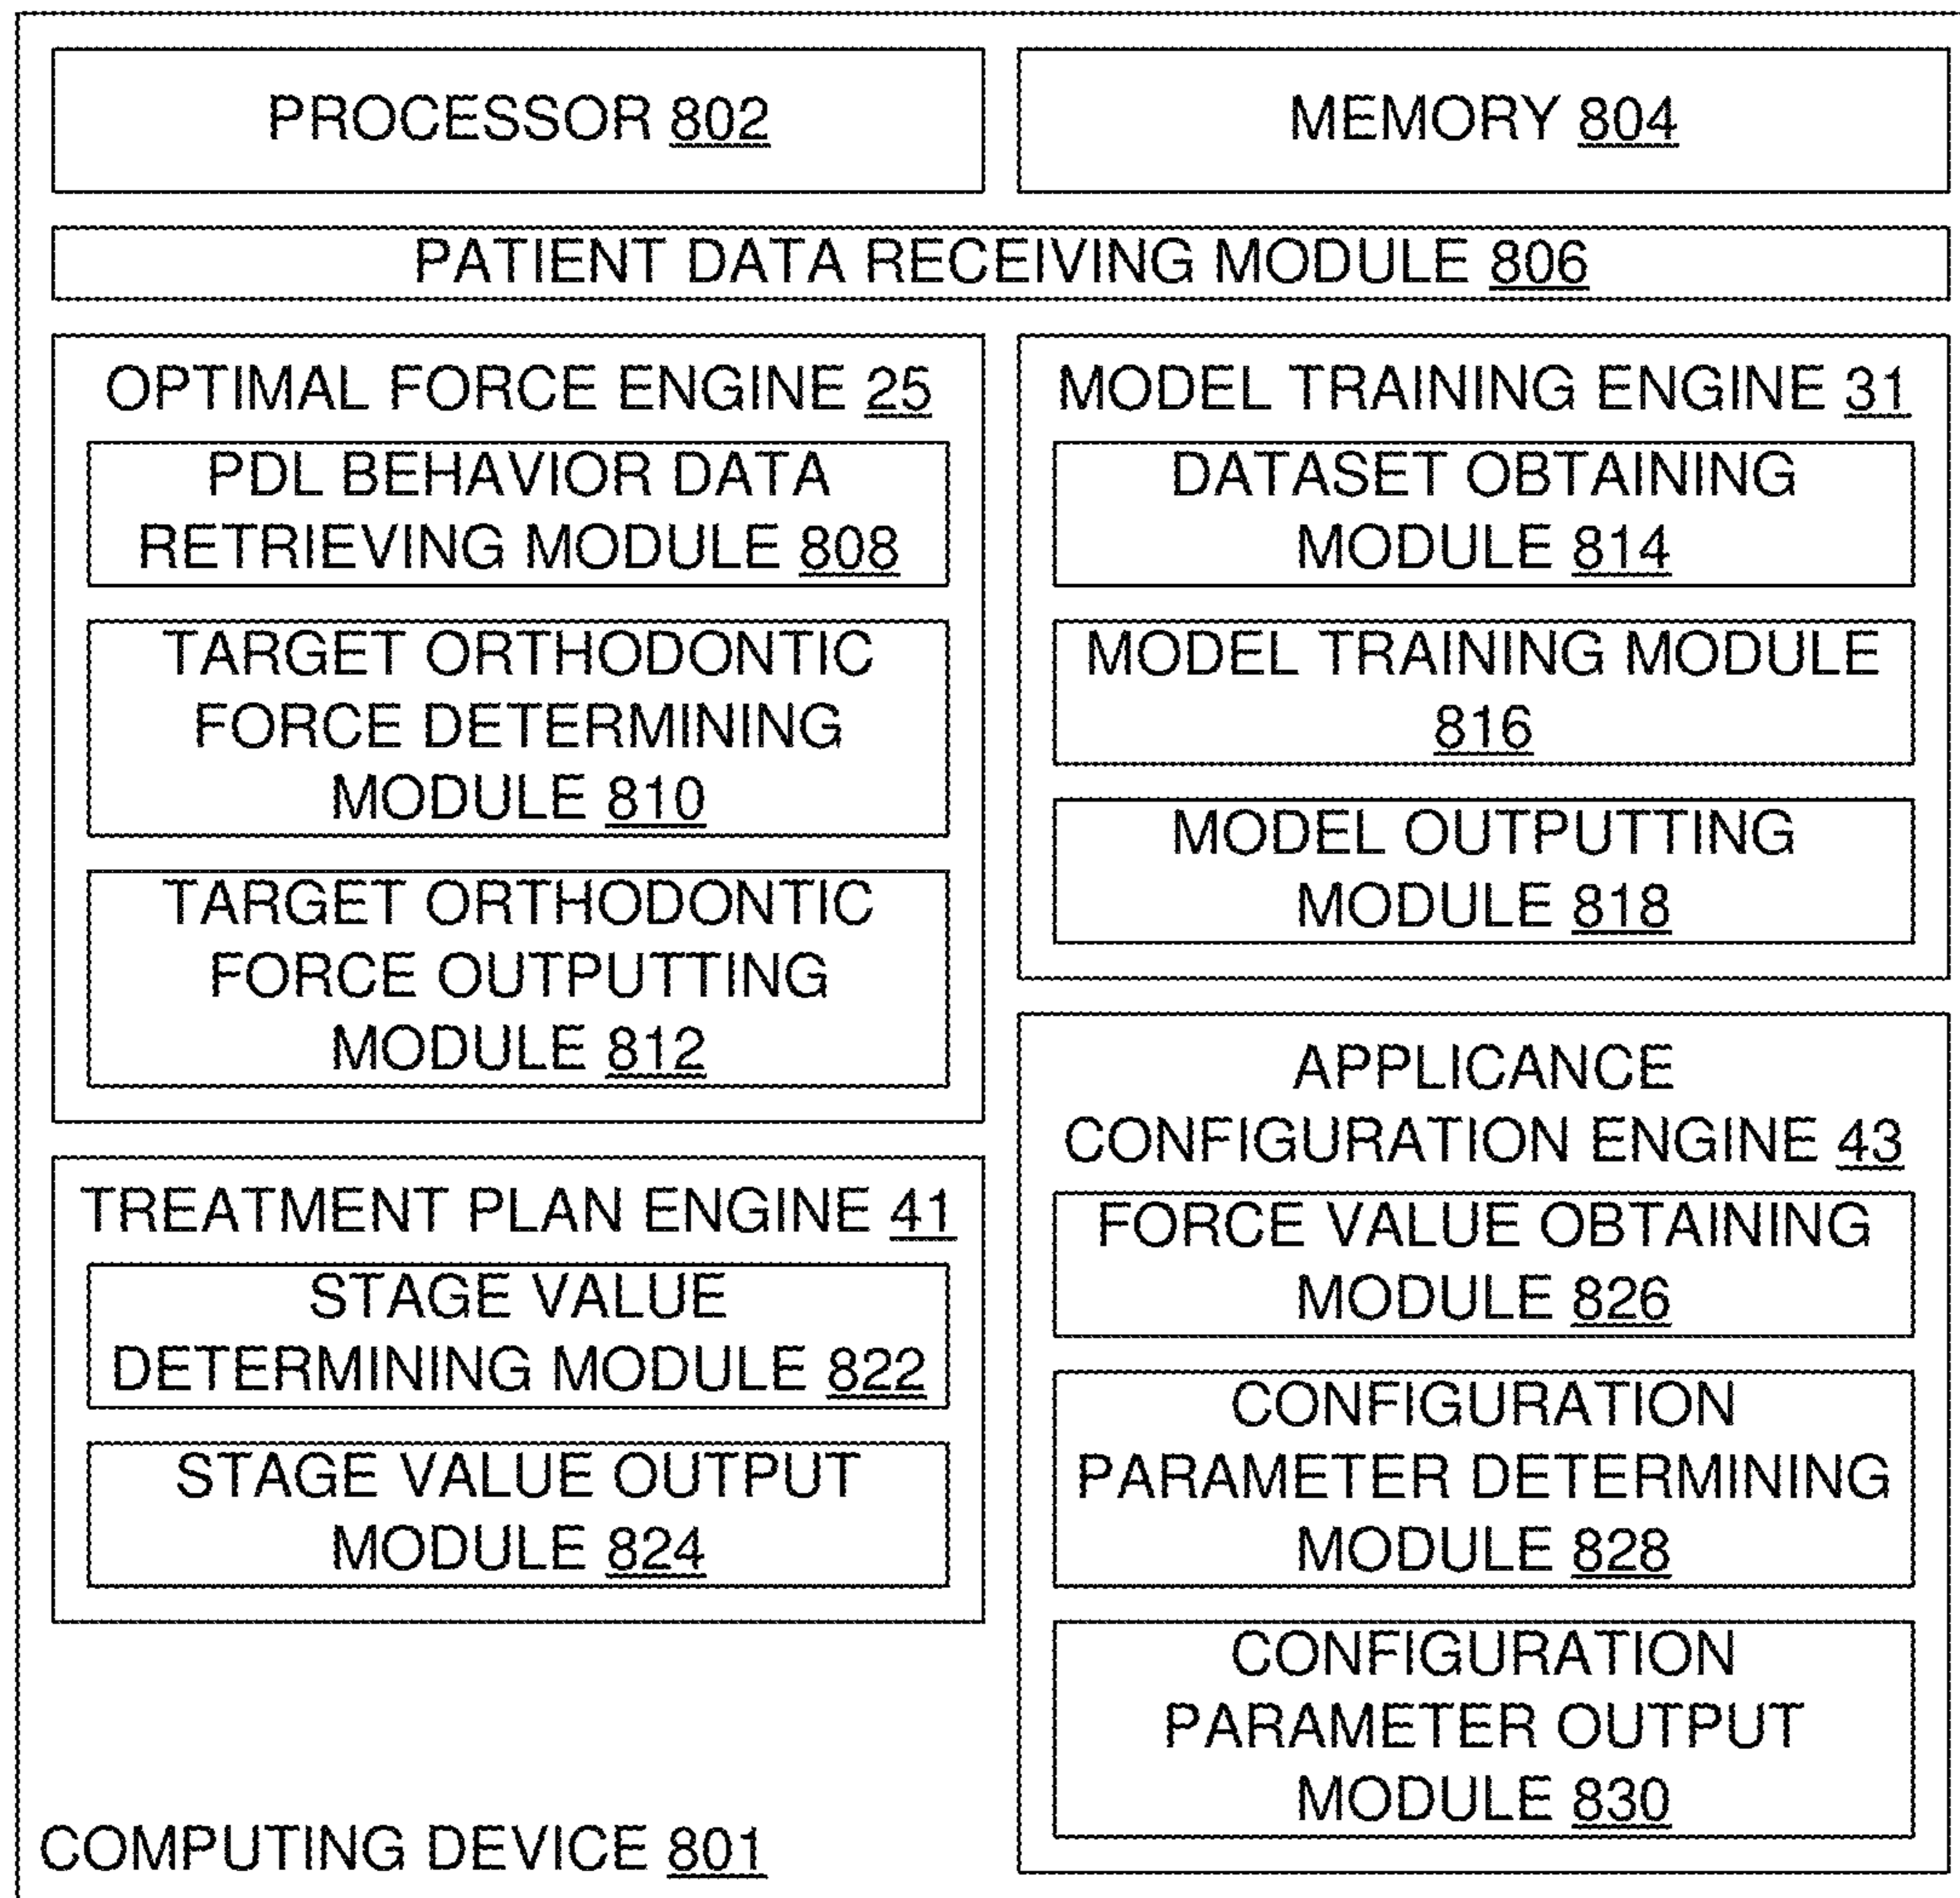 PROCESSOR 802
MEMORY 804
PATIENT DATA RECEIVING MODULE 806
OPTIMAL FORCE ENGINE 25
PDL BEHAVIOR DATA
RETRIEVING MODULE 808
TARGET ORTHODONTIC
FORCE DETERMINING
MODULE 810
TARGET ORTHODONTIC
FORCE OUTPUTTING
MODULE 812
TREATMENT PLAN ENGINE 41
STAGE VALUE
DETERMINING MODULE 822
STAGE VALUE OUTPUT
MODULE 824
MODEL TRAINING ENGINE 31
DATASET OBTAINING
MODULE 814
MODEL TRAINING MODULE
816
MODEL OUTPUTTING
MODULE 818
APPLICANCE
CONFIGURATION ENGINE 43
FORCE VALUE OBTAINING
MODULE 826
CONFIGURATION
PARAMETER DETERMINING
MODULE 828
CONFIGURATION
PARAMETER OUTPUT
MODULE 830
COMPUTING DEVICE 801